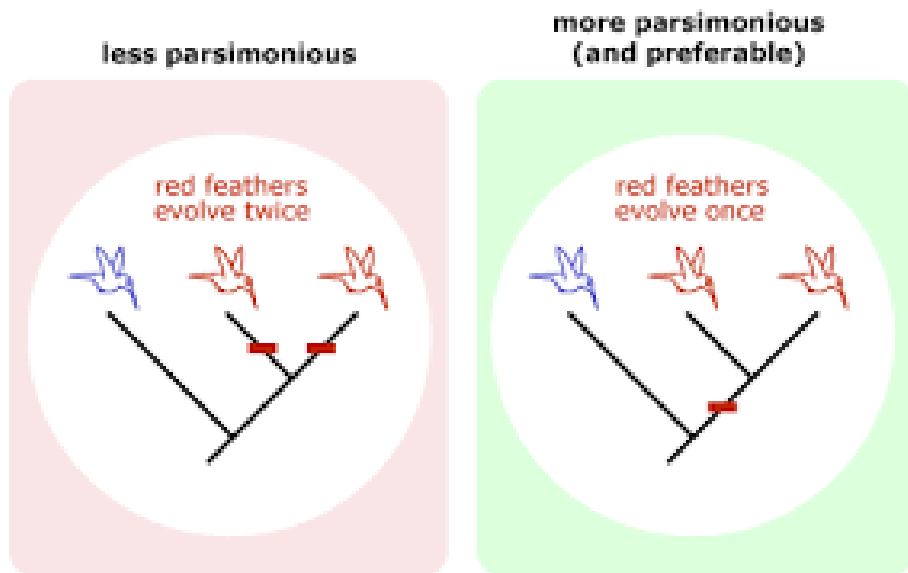 less parsimonious
red feathers
evolve twice
more parsimonious
(and preferable)
red feathers
evolve once